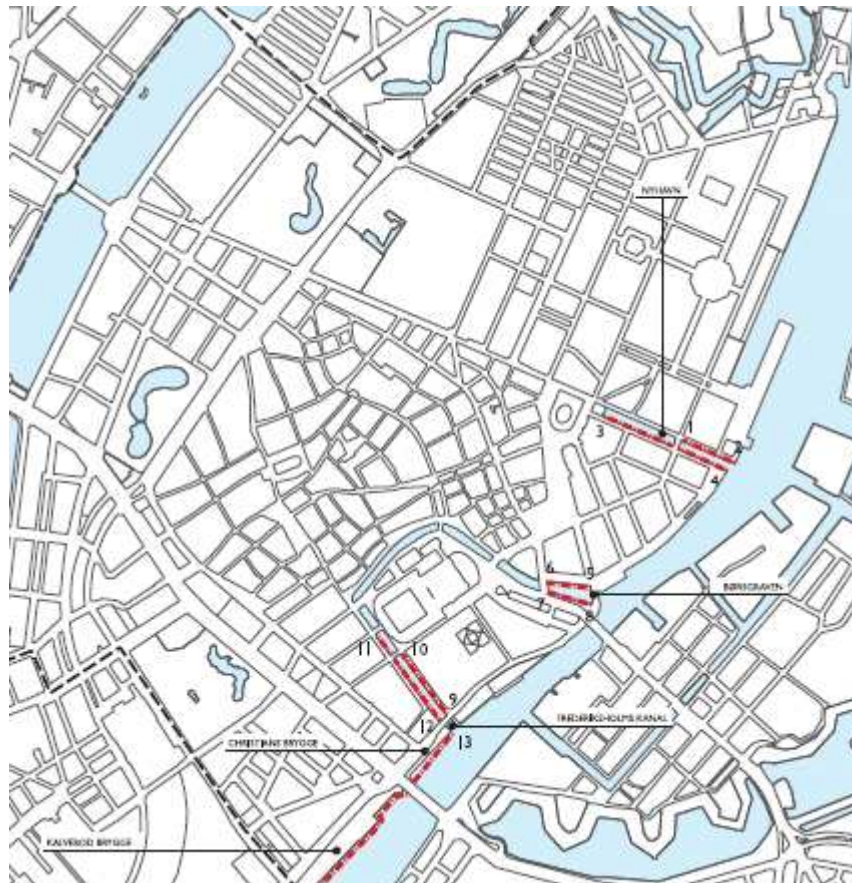 NYHAVN
1
3
2
4
6
5
BØRSGRAVEN
7
8
11
10
9
12
FREDERIKSHOLMS KANAL
13
CHRISTIANS BRYGGE
KALVEBOD BRYGGE